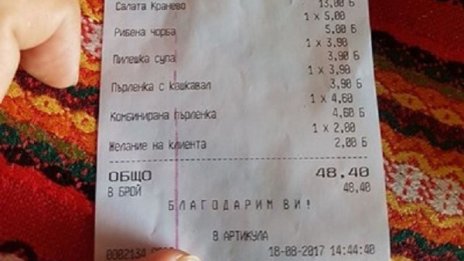 Салата Кранево 13,00 Б
1 x 5,00
Рибена чорба 5,00 Б
1 x 3,90
Пилешка супа 3,90 Б
1 x 3,90
Пърленка с кашкавал 3,90 Б
1 x 4,60
Комбинирана пърленка 4,60 Б
1 x 2,00
Желание на клиента 2,00 Б
ОБЩО 48,40
В БРОЙ 48,40
БЛАГОДАРИМ ВИ!
8 АРТИКУЛА
0002134 18-08-2017 14:44:40